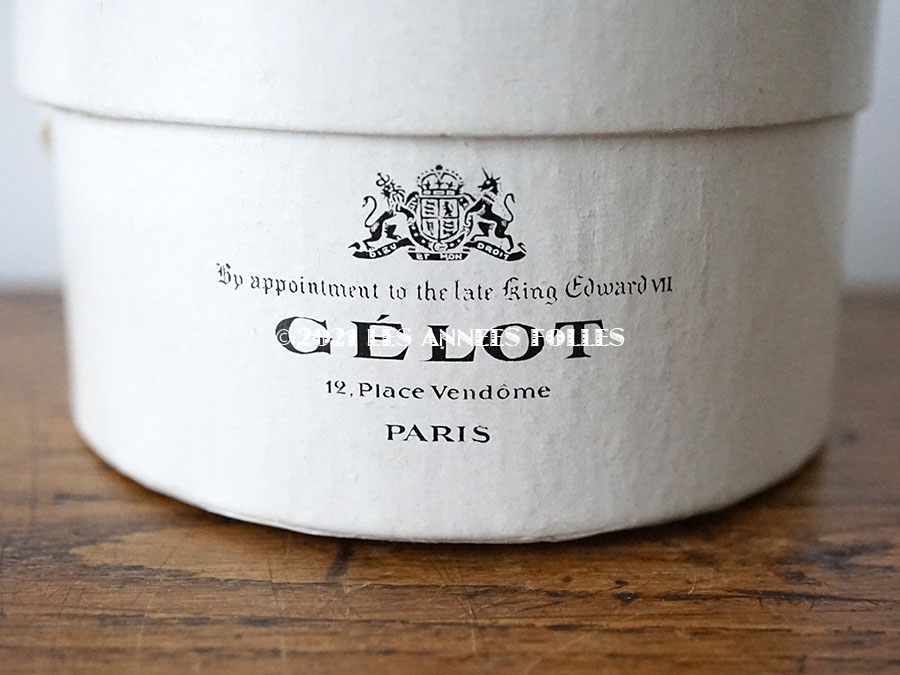 DIEU ET MON DROIT
By appointment to the late King Edward VII
GÉLOT
© 2021 LES ANNEES FOLLES
12, Place Vendôme
PARIS